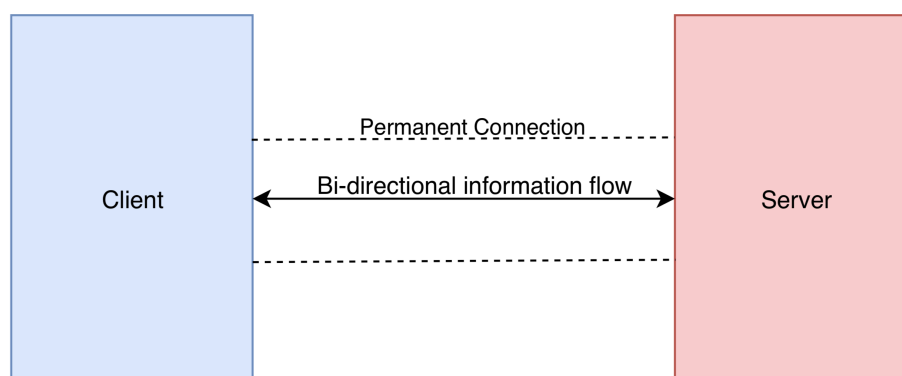 Permanent Connection
Bi-directional information flow
Client
Server